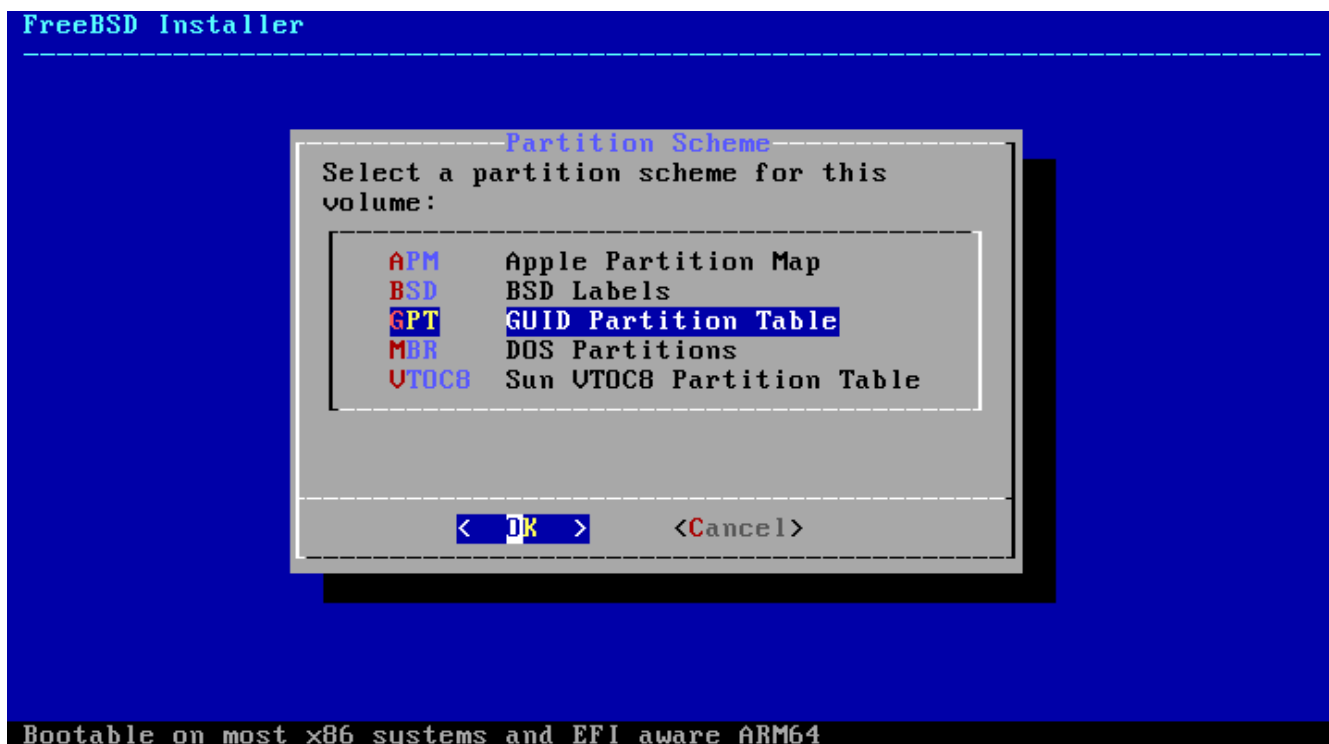 FreeBSD Installer
Partition Scheme
Select a partition scheme for this
volume:
APM Apple Partition Map
BSD BSD Labels
GPT GUID Partition Table
MBR DOS Partitions
VTOC8 Sun VTOC8 Partition Table
< OK > <Cancel>
Bootable on most x86 systems and EFI aware ARM64